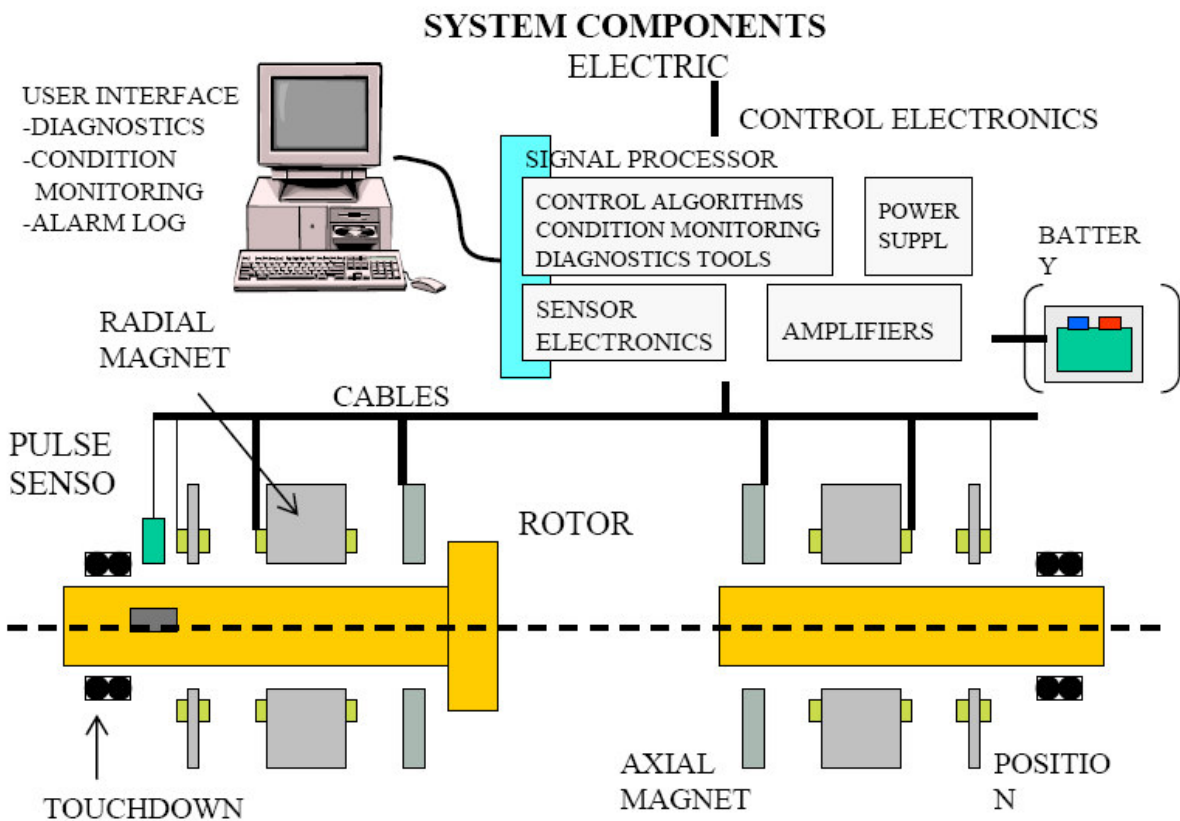 SYSTEM COMPONENTS
ELECTRIC
USER INTERFACE
-DIAGNOSTICS
-CONDITION
MONITORING
-ALARM LOG
CONTROL ELECTRONICS
SIGNAL PROCESSOR
CONTROL ALGORITHMS
CONDITION MONITORING
DIAGNOSTICS TOOLS
POWER
SUPPL
BATTER
Y
SENSOR
ELECTRONICS
AMPLIFIERS
RADIAL
MAGNET
CABLES
PULSE
SENSO
ROTOR
AXIAL
MAGNET
POSITIO
N
TOUCHDOWN